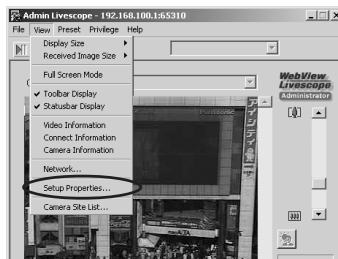 Admin Livescope - 192.168.100.1:65310
File View Preset Privilege Help
Display Size
Received Image Size
Full Screen Mode
Toolbar Display
Statusbar Display
Video Information
Connect Information
Camera Information
Network...
Setup Properties...
Camera Site List...
WebView
Livescope
Administrator
Panasonic